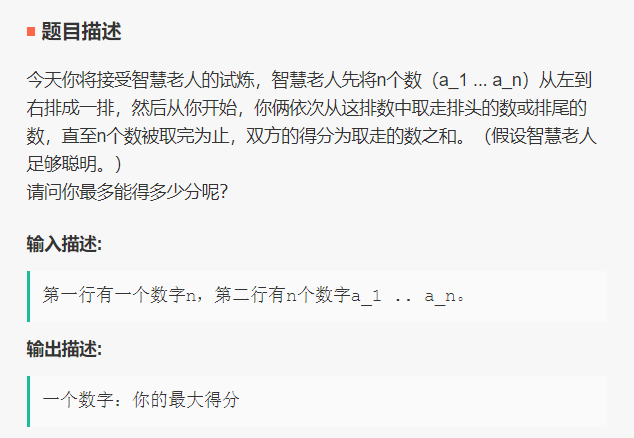 题目描述
今天你将接受智慧老人的试炼，智慧老人先将n个数（a_1 ... a_n）从左到
右排成一排，然后从你开始，你俩依次从这排数中取走排头的数或排尾的
数，直至n个数被取完为止，双方的得分为取走的数之和。（假设智慧老人
足够聪明。）
请问你最多能得多少分呢？
输入描述:
第一行有一个数字n，第二行有n个数字a_1 .. a_n。
输出描述:
一个数字：你的最大得分